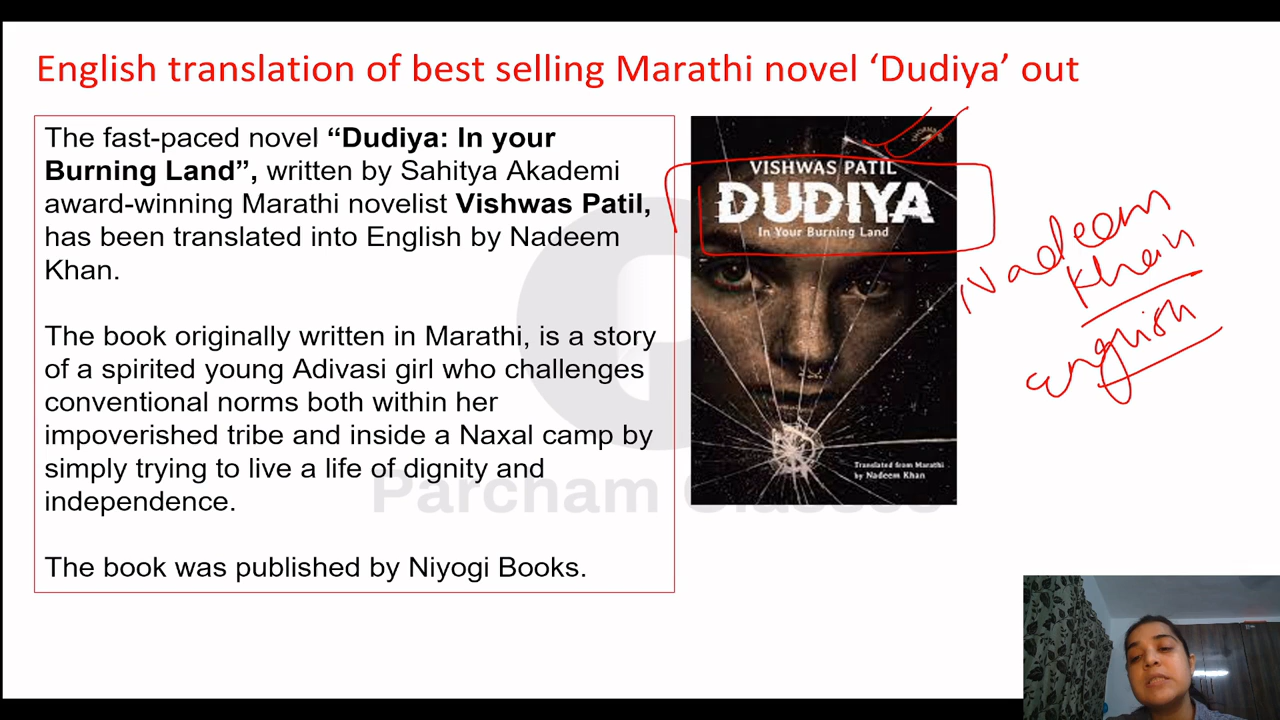 English translation of best selling Marathi novel ‘Dudiya’ out
The fast-paced novel “Dudiya: In your
Burning Land”, written by Sahitya Akademi
award-winning Marathi novelist Vishwas Patil,
has been translated into English by Nadeem
Khan.
The book originally written in Marathi, is a story
of a spirited young Adivasi girl who challenges
conventional norms both within her
impoverished tribe and inside a Naxal camp by
simply trying to live a life of dignity and
independence.
The book was published by Niyogi Books.
VISHWAS PATIL
DUDIYA
In Your Burning Land
Translated from Marathi
by Nadeem Khan
Nadeem
Khan
English
Parcham